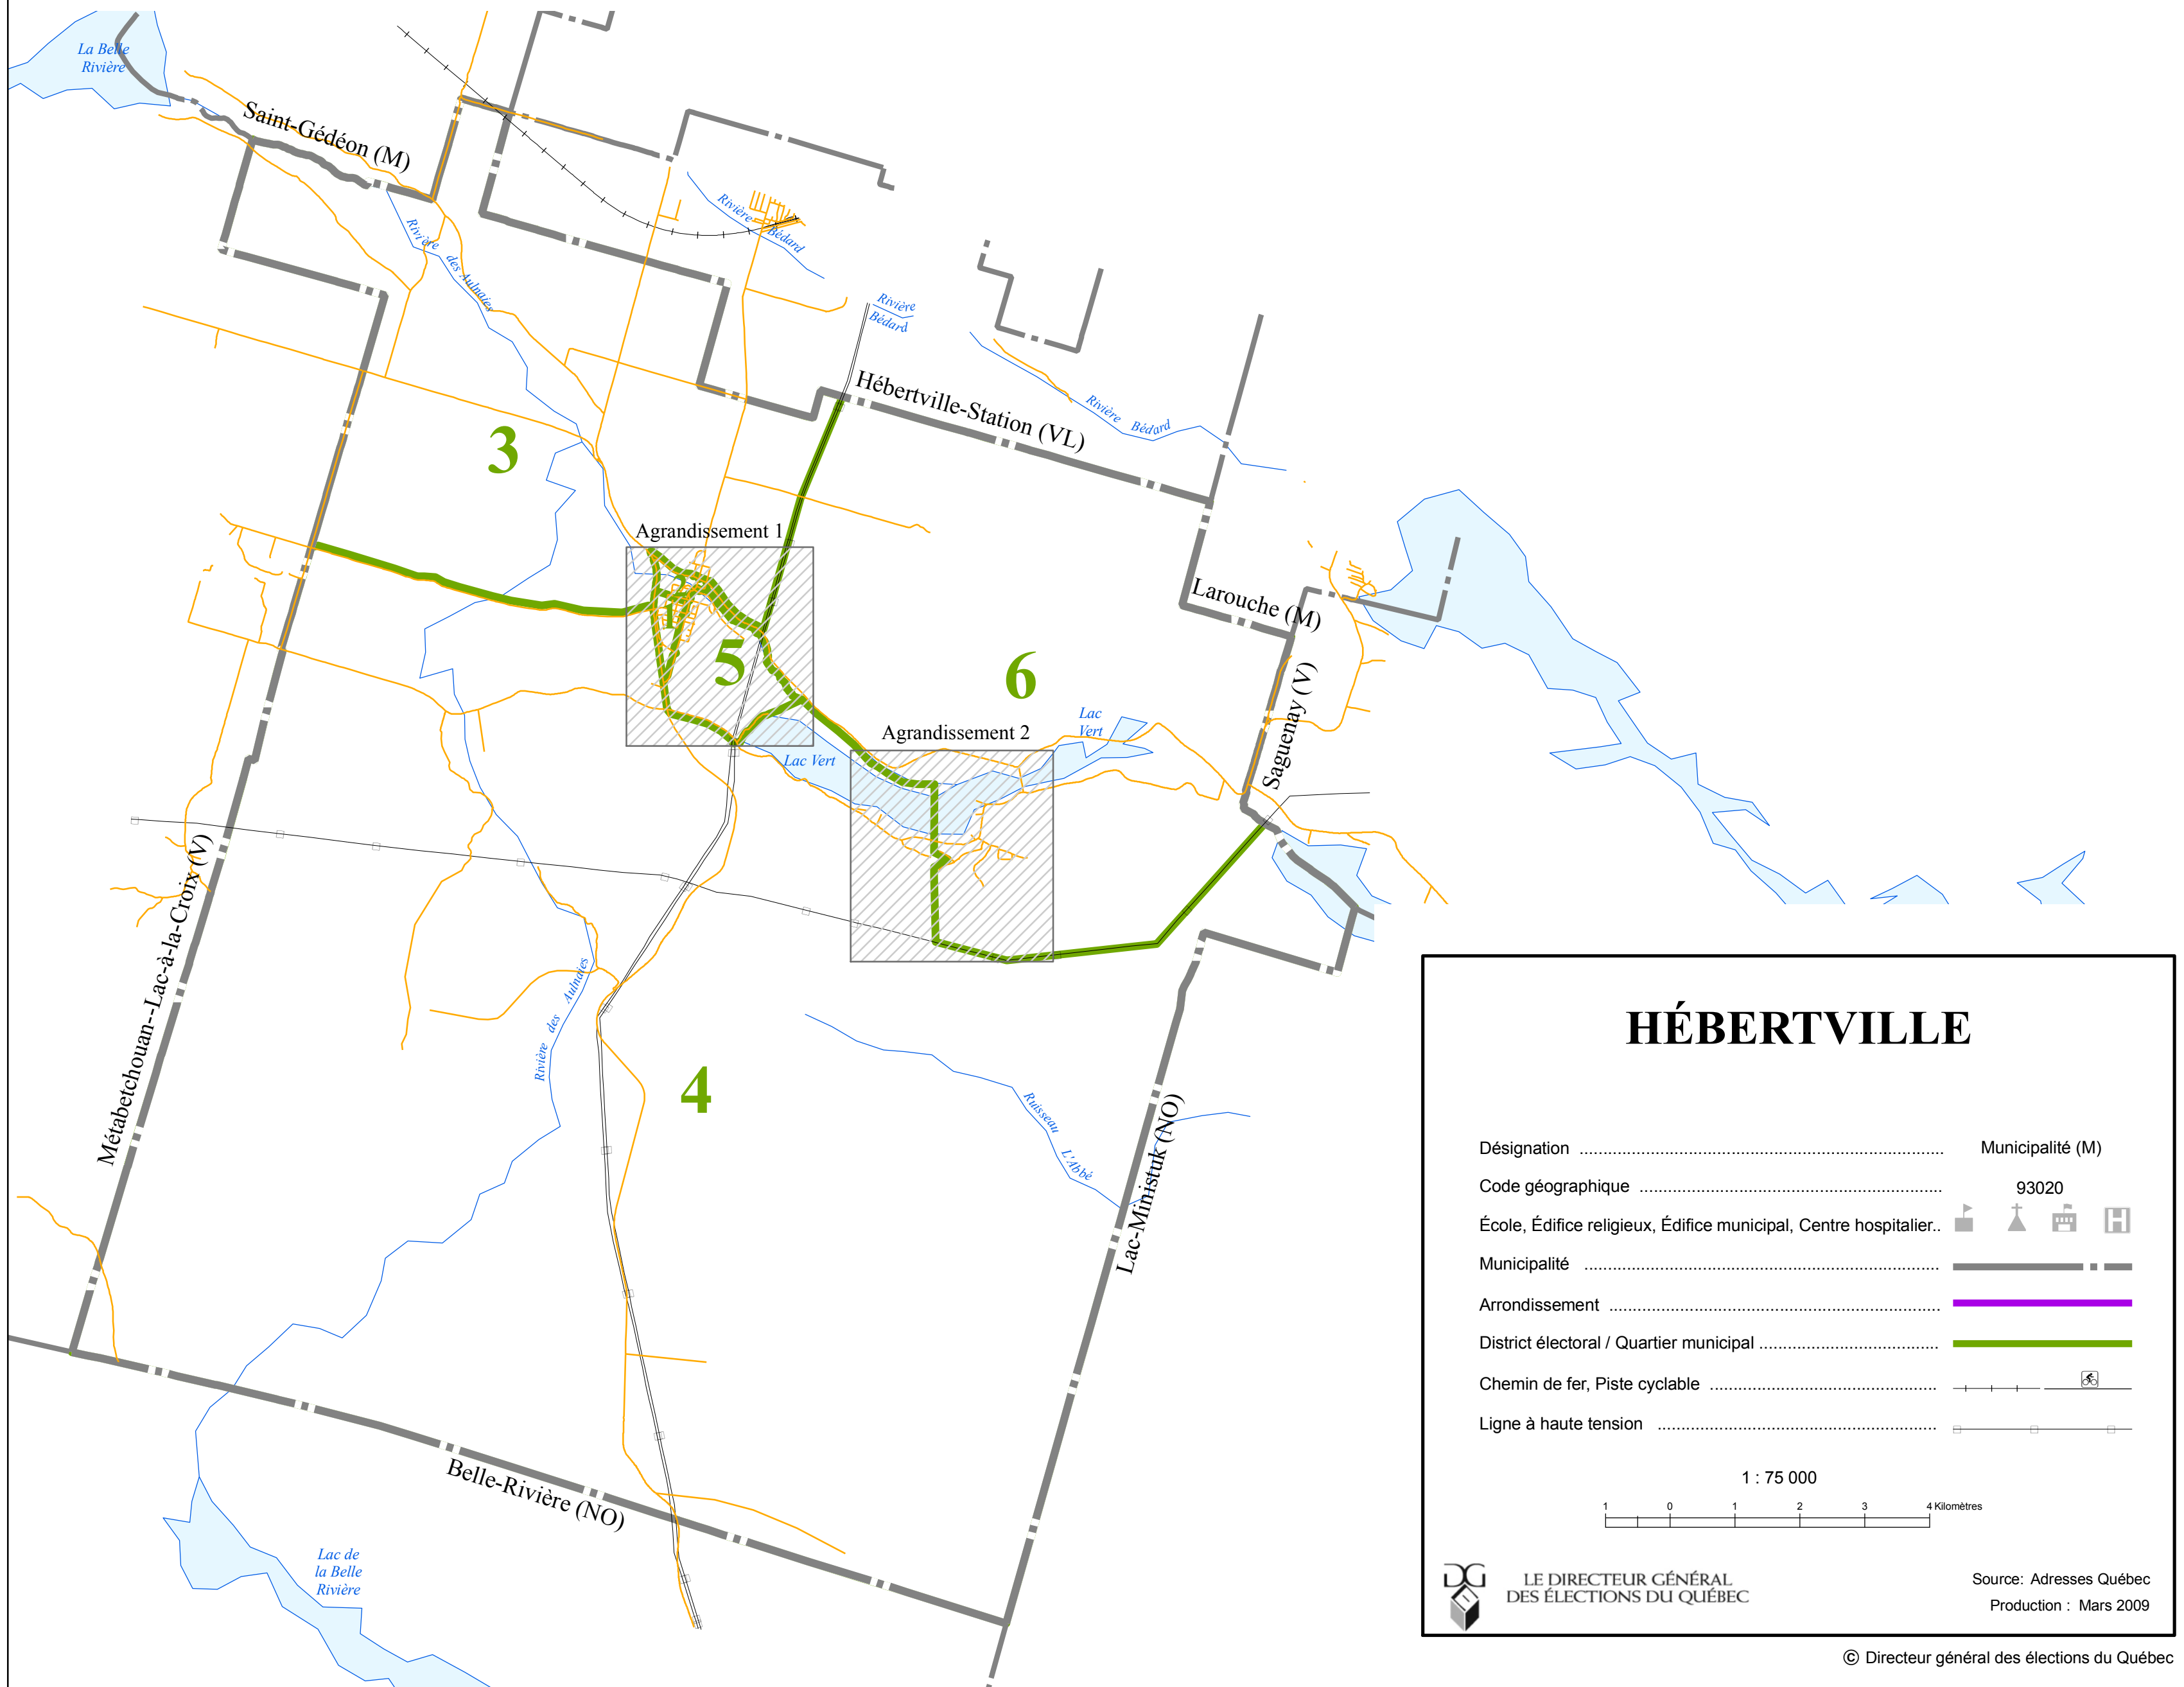 La Belle
Rivière
Saint-Gédéon (M)
Rivière
des Aulnaies
Rivière
Bédard
Rivière
Bédard
Hébertville-Station (VL)
Rivière Bédard
3
Agrandissement 1
2
1
5
6
Larouche (M)
Saguenay (V)
Lac
Vert
Agrandissement 2
Lac Vert
Métabetchouan--Lac-à-la-Croix (V)
Rivière des Aulnaies
4
Ruisseau
L'Abbé
Lac-Ministuk (NO)
Belle-Rivière (NO)
Lac de
la Belle
Rivière
HÉBERTVILLE
Désignation ........ Municipalité (M)
Code géographique ........ 93020
École, Édifice religieux, Édifice municipal, Centre hospitalier.. H
Municipalité ........
Arrondissement ........
District électoral / Quartier municipal ........
Chemin de fer, Piste cyclable ........
Ligne à haute tension ........
1 : 75 000
1 0 1 2 3 4 Kilomètres
DGE
LE DIRECTEUR GÉNÉRAL
DES ÉLECTIONS DU QUÉBEC
Source: Adresses Québec
Production : Mars 2009
© Directeur général des élections du Québec